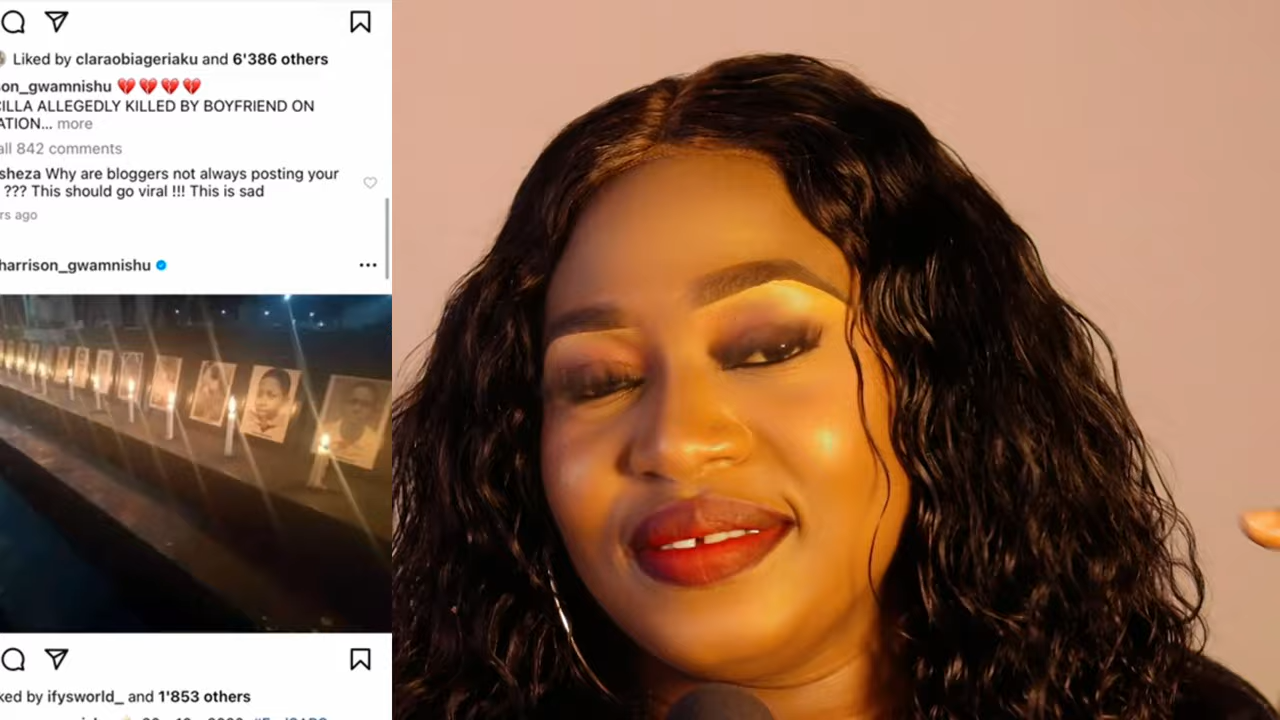 Liked by claraobiageriaku and 6'386 others
son_gwamnishu 💔💔💔💔
CILLA ALLEGEDLY KILLED BY BOYFRIEND ON
ATION... more
all 842 comments
sheza Why are bloggers not always posting your
??? This should go viral !!! This is sad
rs ago
harrison_gwamnishu
ked by ifysworld_ and 1'853 others